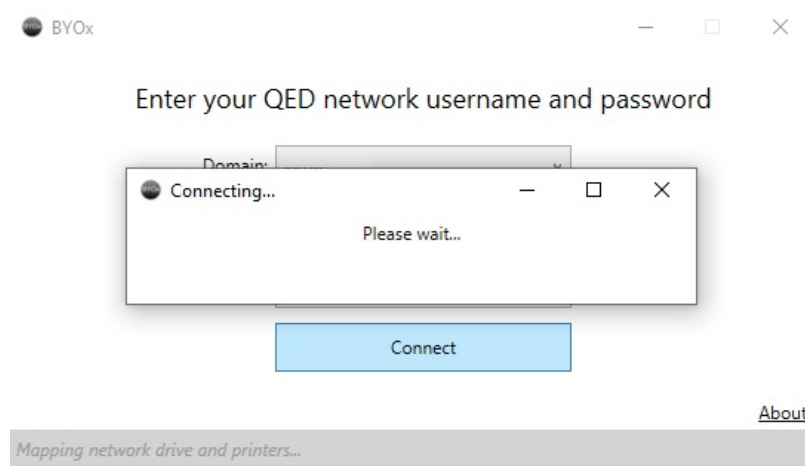 BYOx
Enter your QED network username and password
Domain:
Connecting...
Please wait...
Connect
About
Mapping network drive and printers...